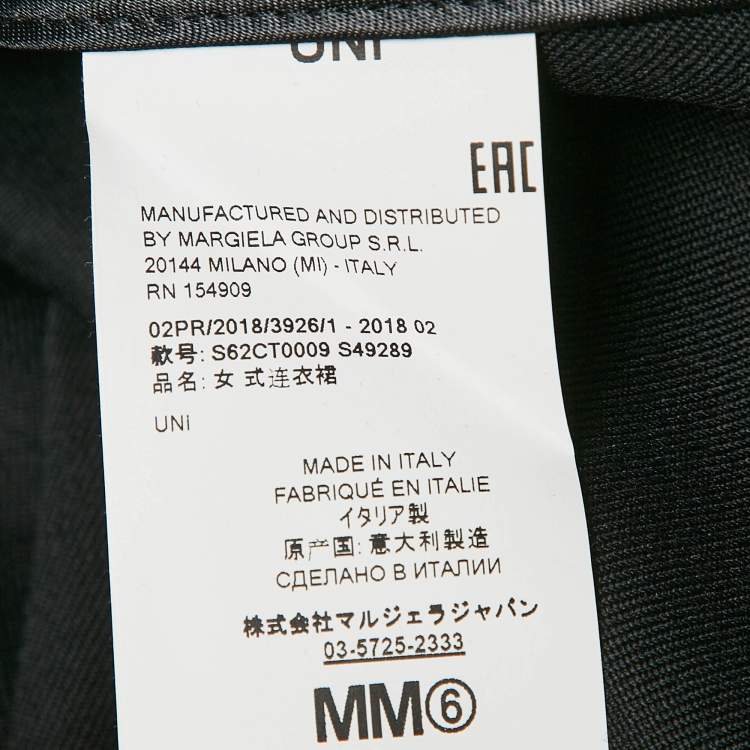 UNI
EAC
MANUFACTURED AND DISTRIBUTED
BY MARGIELA GROUP S.R.L.
20144 MILANO (MI) - ITALY
RN 154909
02PR/2018/3926/1 - 2018 02
款号: S62CT0009 S49289
品名: 女 式连衣裙
UNI
MADE IN ITALY
FABRIQUÉ EN ITALIE
イタリア製
原产国: 意大利製造
СДЕЛАНО В ИТАЛИИ
株式会社マルジェラジャパン
03-5725-2333
MM⑥